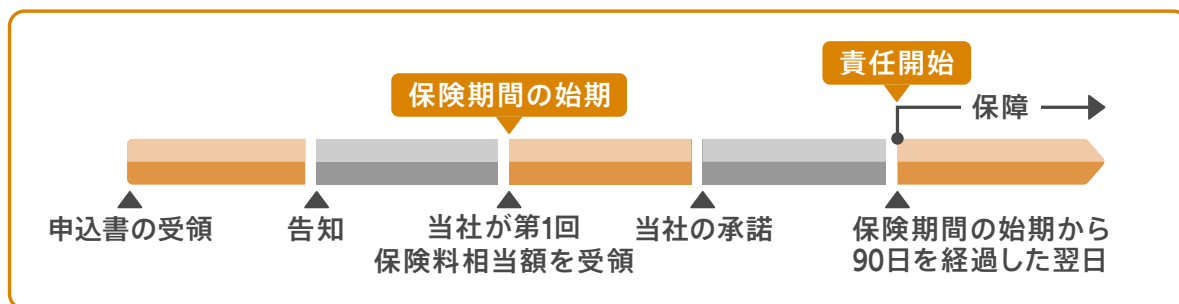 責任開始
保険期間の始期
保障
申込書の受領
告知
当社が第1回
保険料相当額を受領
当社の承諾
保険期間の始期から
90日を経過した翌日